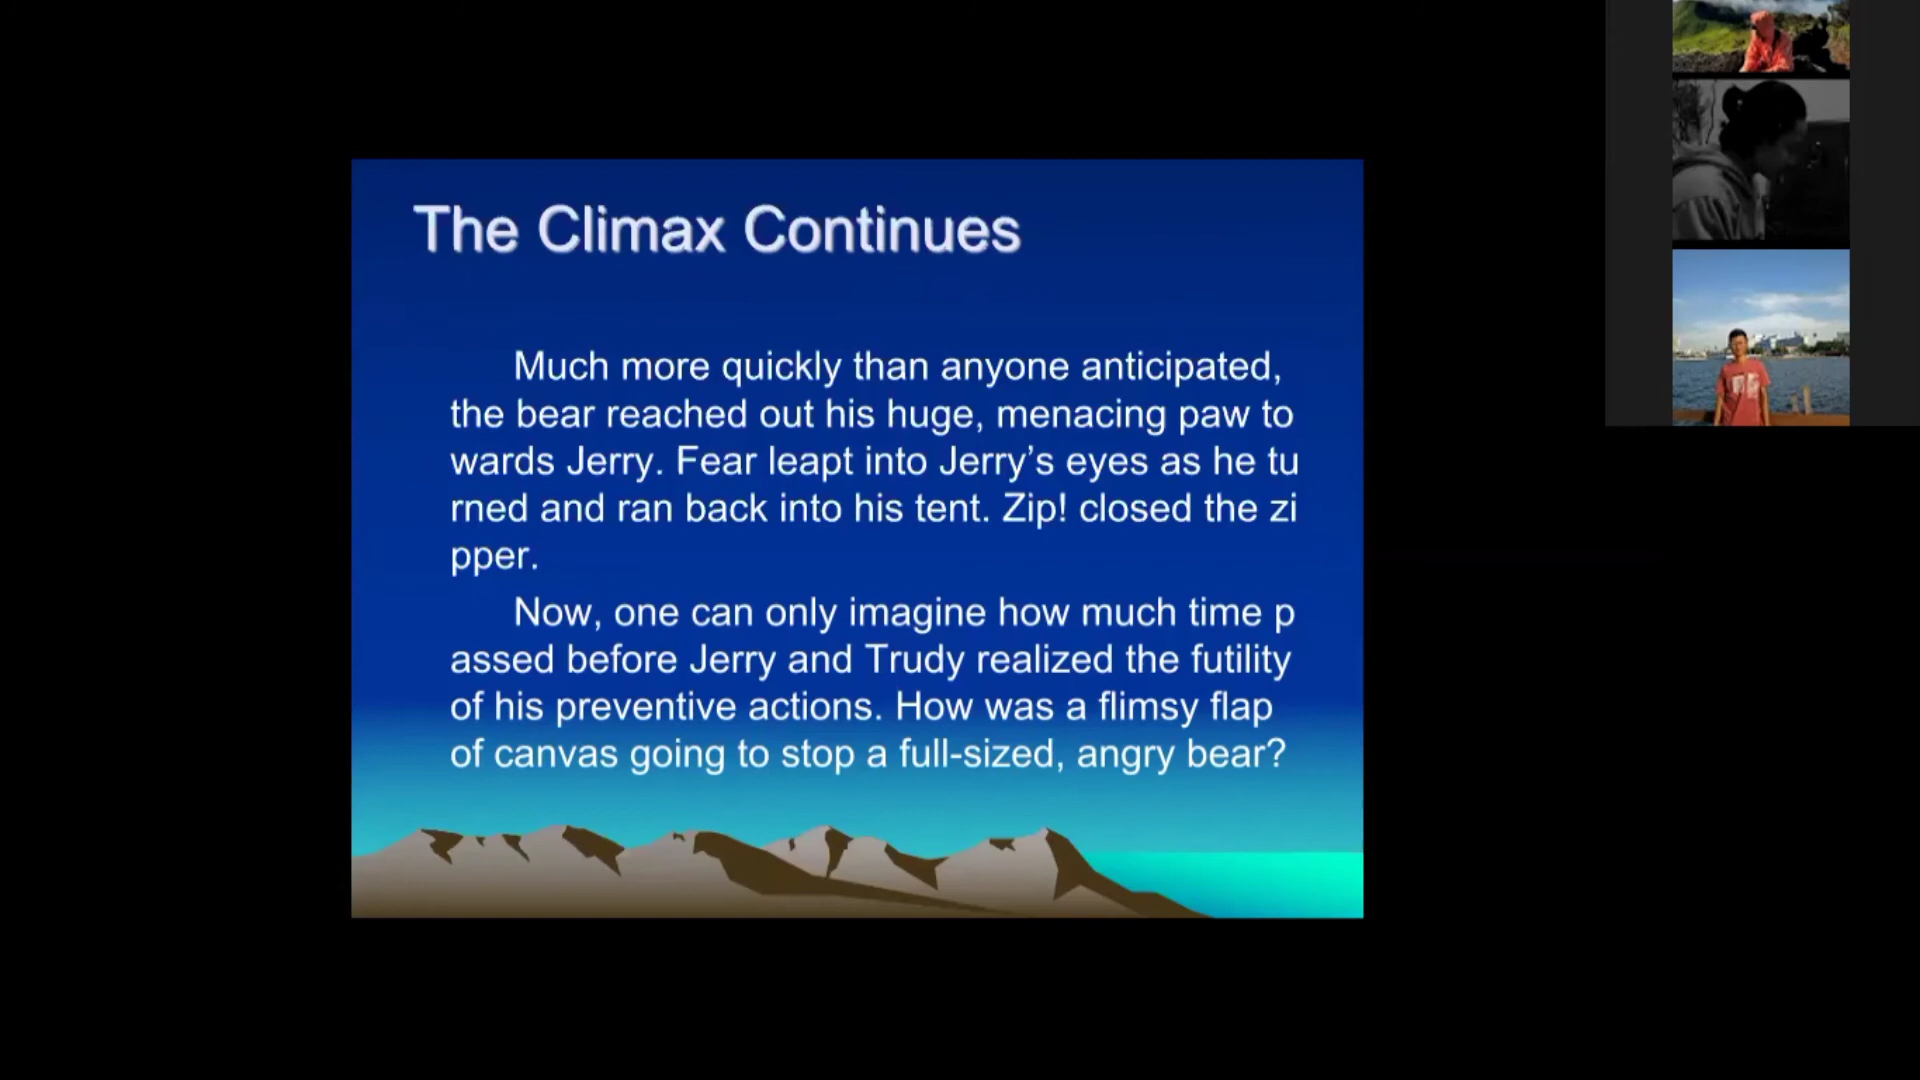 The Climax Continues
Much more quickly than anyone anticipated,
the bear reached out his huge, menacing paw to
wards Jerry. Fear leapt into Jerry’s eyes as he tu
rned and ran back into his tent. Zip! closed the zi
pper.
Now, one can only imagine how much time p
assed before Jerry and Trudy realized the futility
of his preventive actions. How was a flimsy flap
of canvas going to stop a full-sized, angry bear?